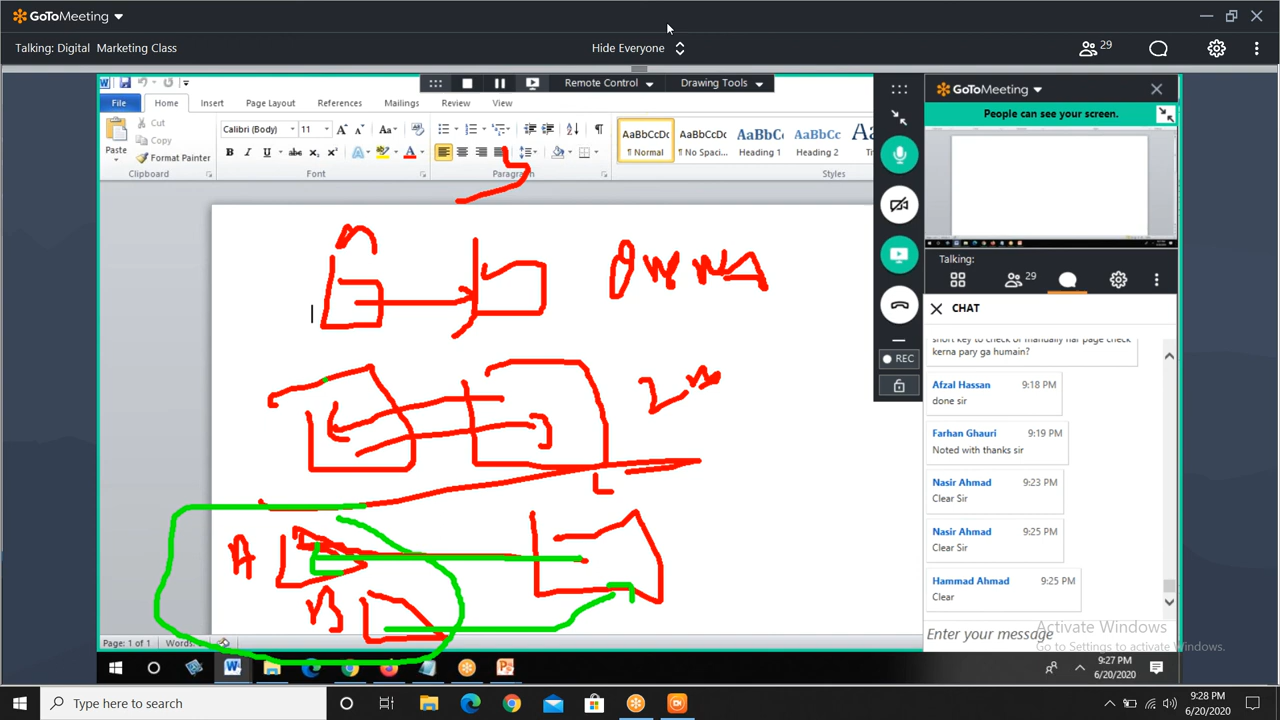 GoToMeeting
Talking: Digital Marketing Class
Hide Everyone
29
Remote Control
Drawing Tools
File
Home
Insert
Page Layout
References
Mailings
Review
View
Paste
Cut
Copy
Format Painter
Clipboard
Calibri (Body)
11
Font
Paragraph
AaBbCcDc
¶ Normal
AaBbCcDc
¶ No Spaci...
AaBbC
Heading 1
AaBbCc
Heading 2
Styles
GoToMeeting
People can see your screen.
REC
Talking:
29
CHAT
short key to check or manually har page check
kerna pary ga humain?
Afzal Hassan 9:18 PM
done sir
Farhan Ghauri 9:19 PM
Noted with thanks sir
Nasir Ahmad 9:23 PM
Clear Sir
Nasir Ahmad 9:25 PM
Clear Sir
Hammad Ahmad 9:25 PM
Clear
Enter your message
Activate Windows
Go to Settings to activate Windows.
A
B
Page: 1 of 1
9:27 PM
6/20/2020
Type here to search
9:28 PM
6/20/2020